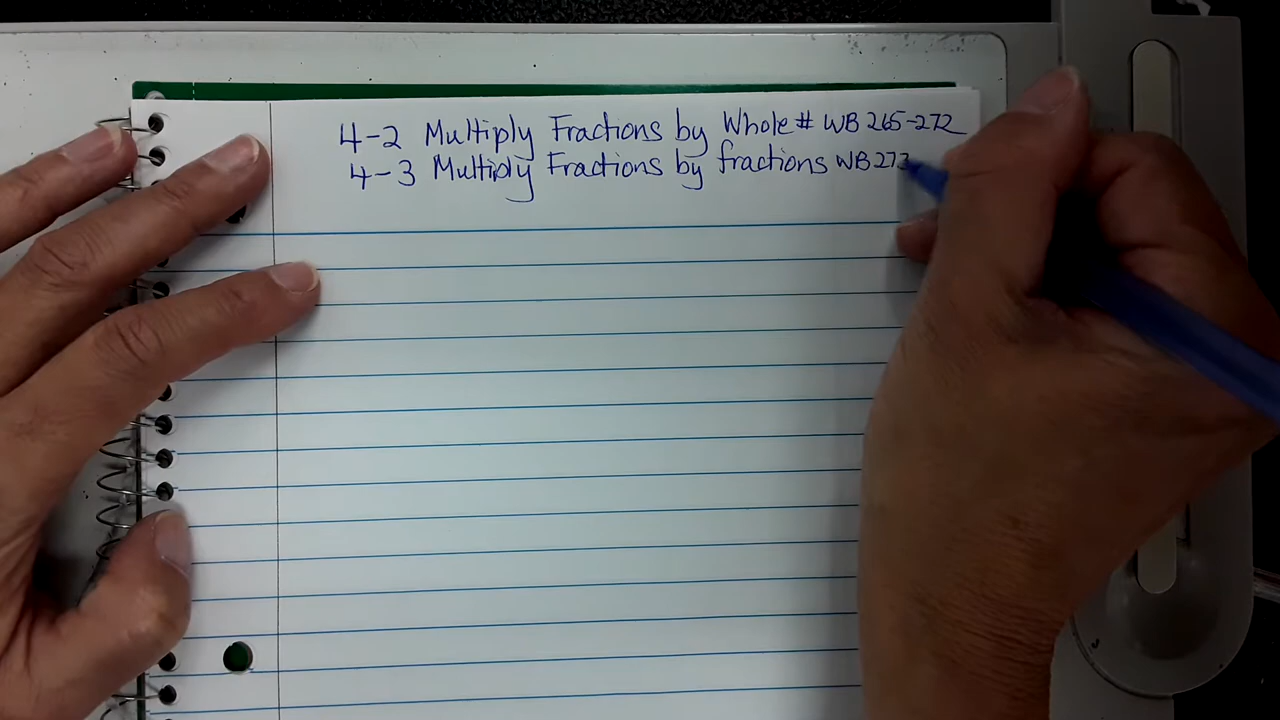 4-2 Multiply Fractions by Whole # WB 265-272
4-3 Multiply Fractions by fractions WB 273